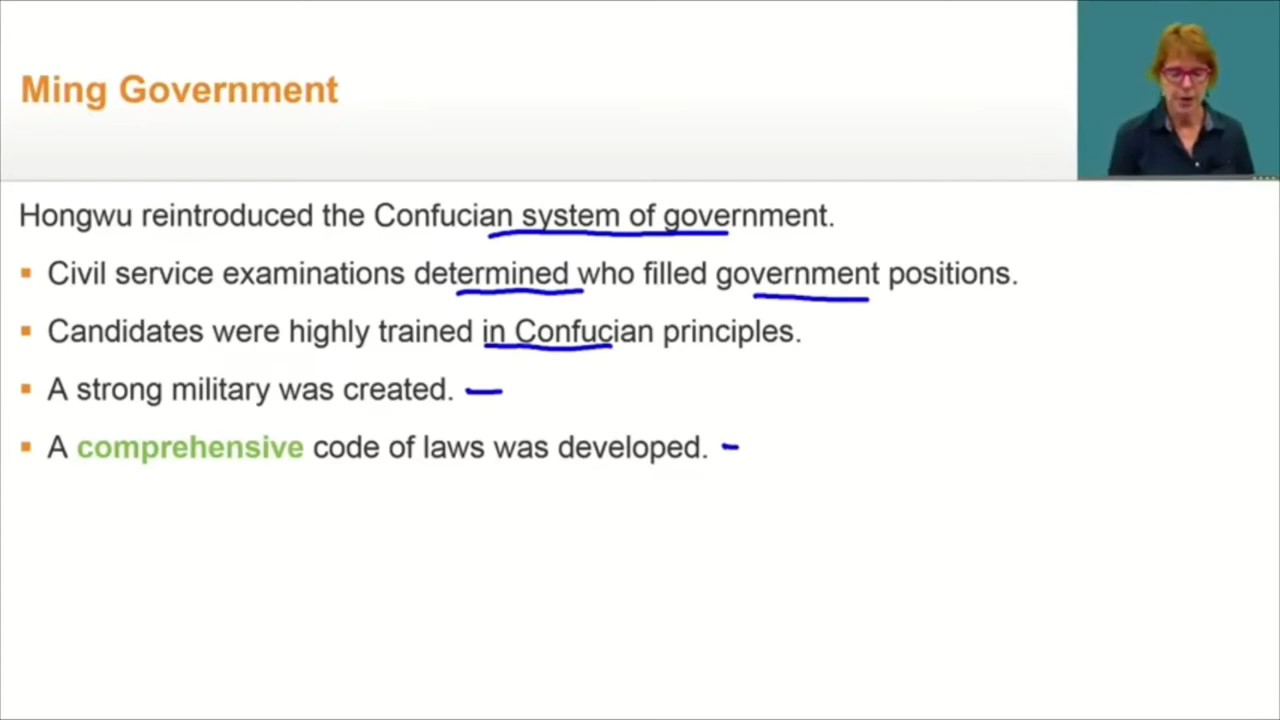 Ming Government
Hongwu reintroduced the Confucian system of government.
▪ Civil service examinations determined who filled government positions.
▪ Candidates were highly trained in Confucian principles.
▪ A strong military was created.
▪ A comprehensive code of laws was developed.